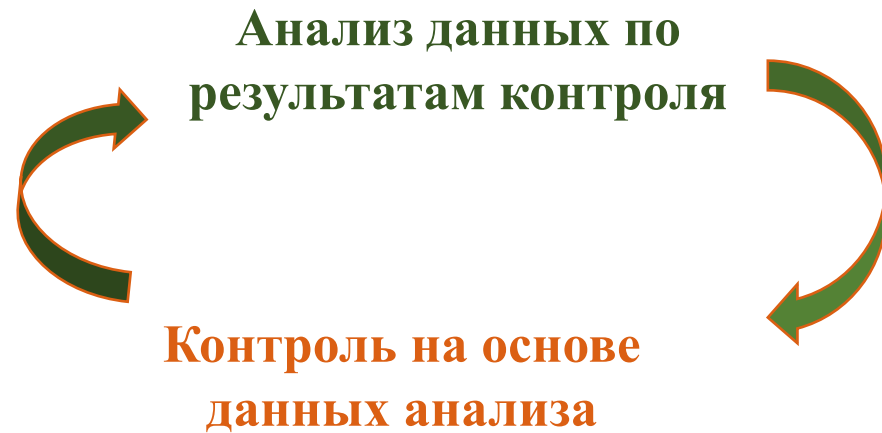 Анализ данных по
результатам контроля
Контроль на основе
данных анализа